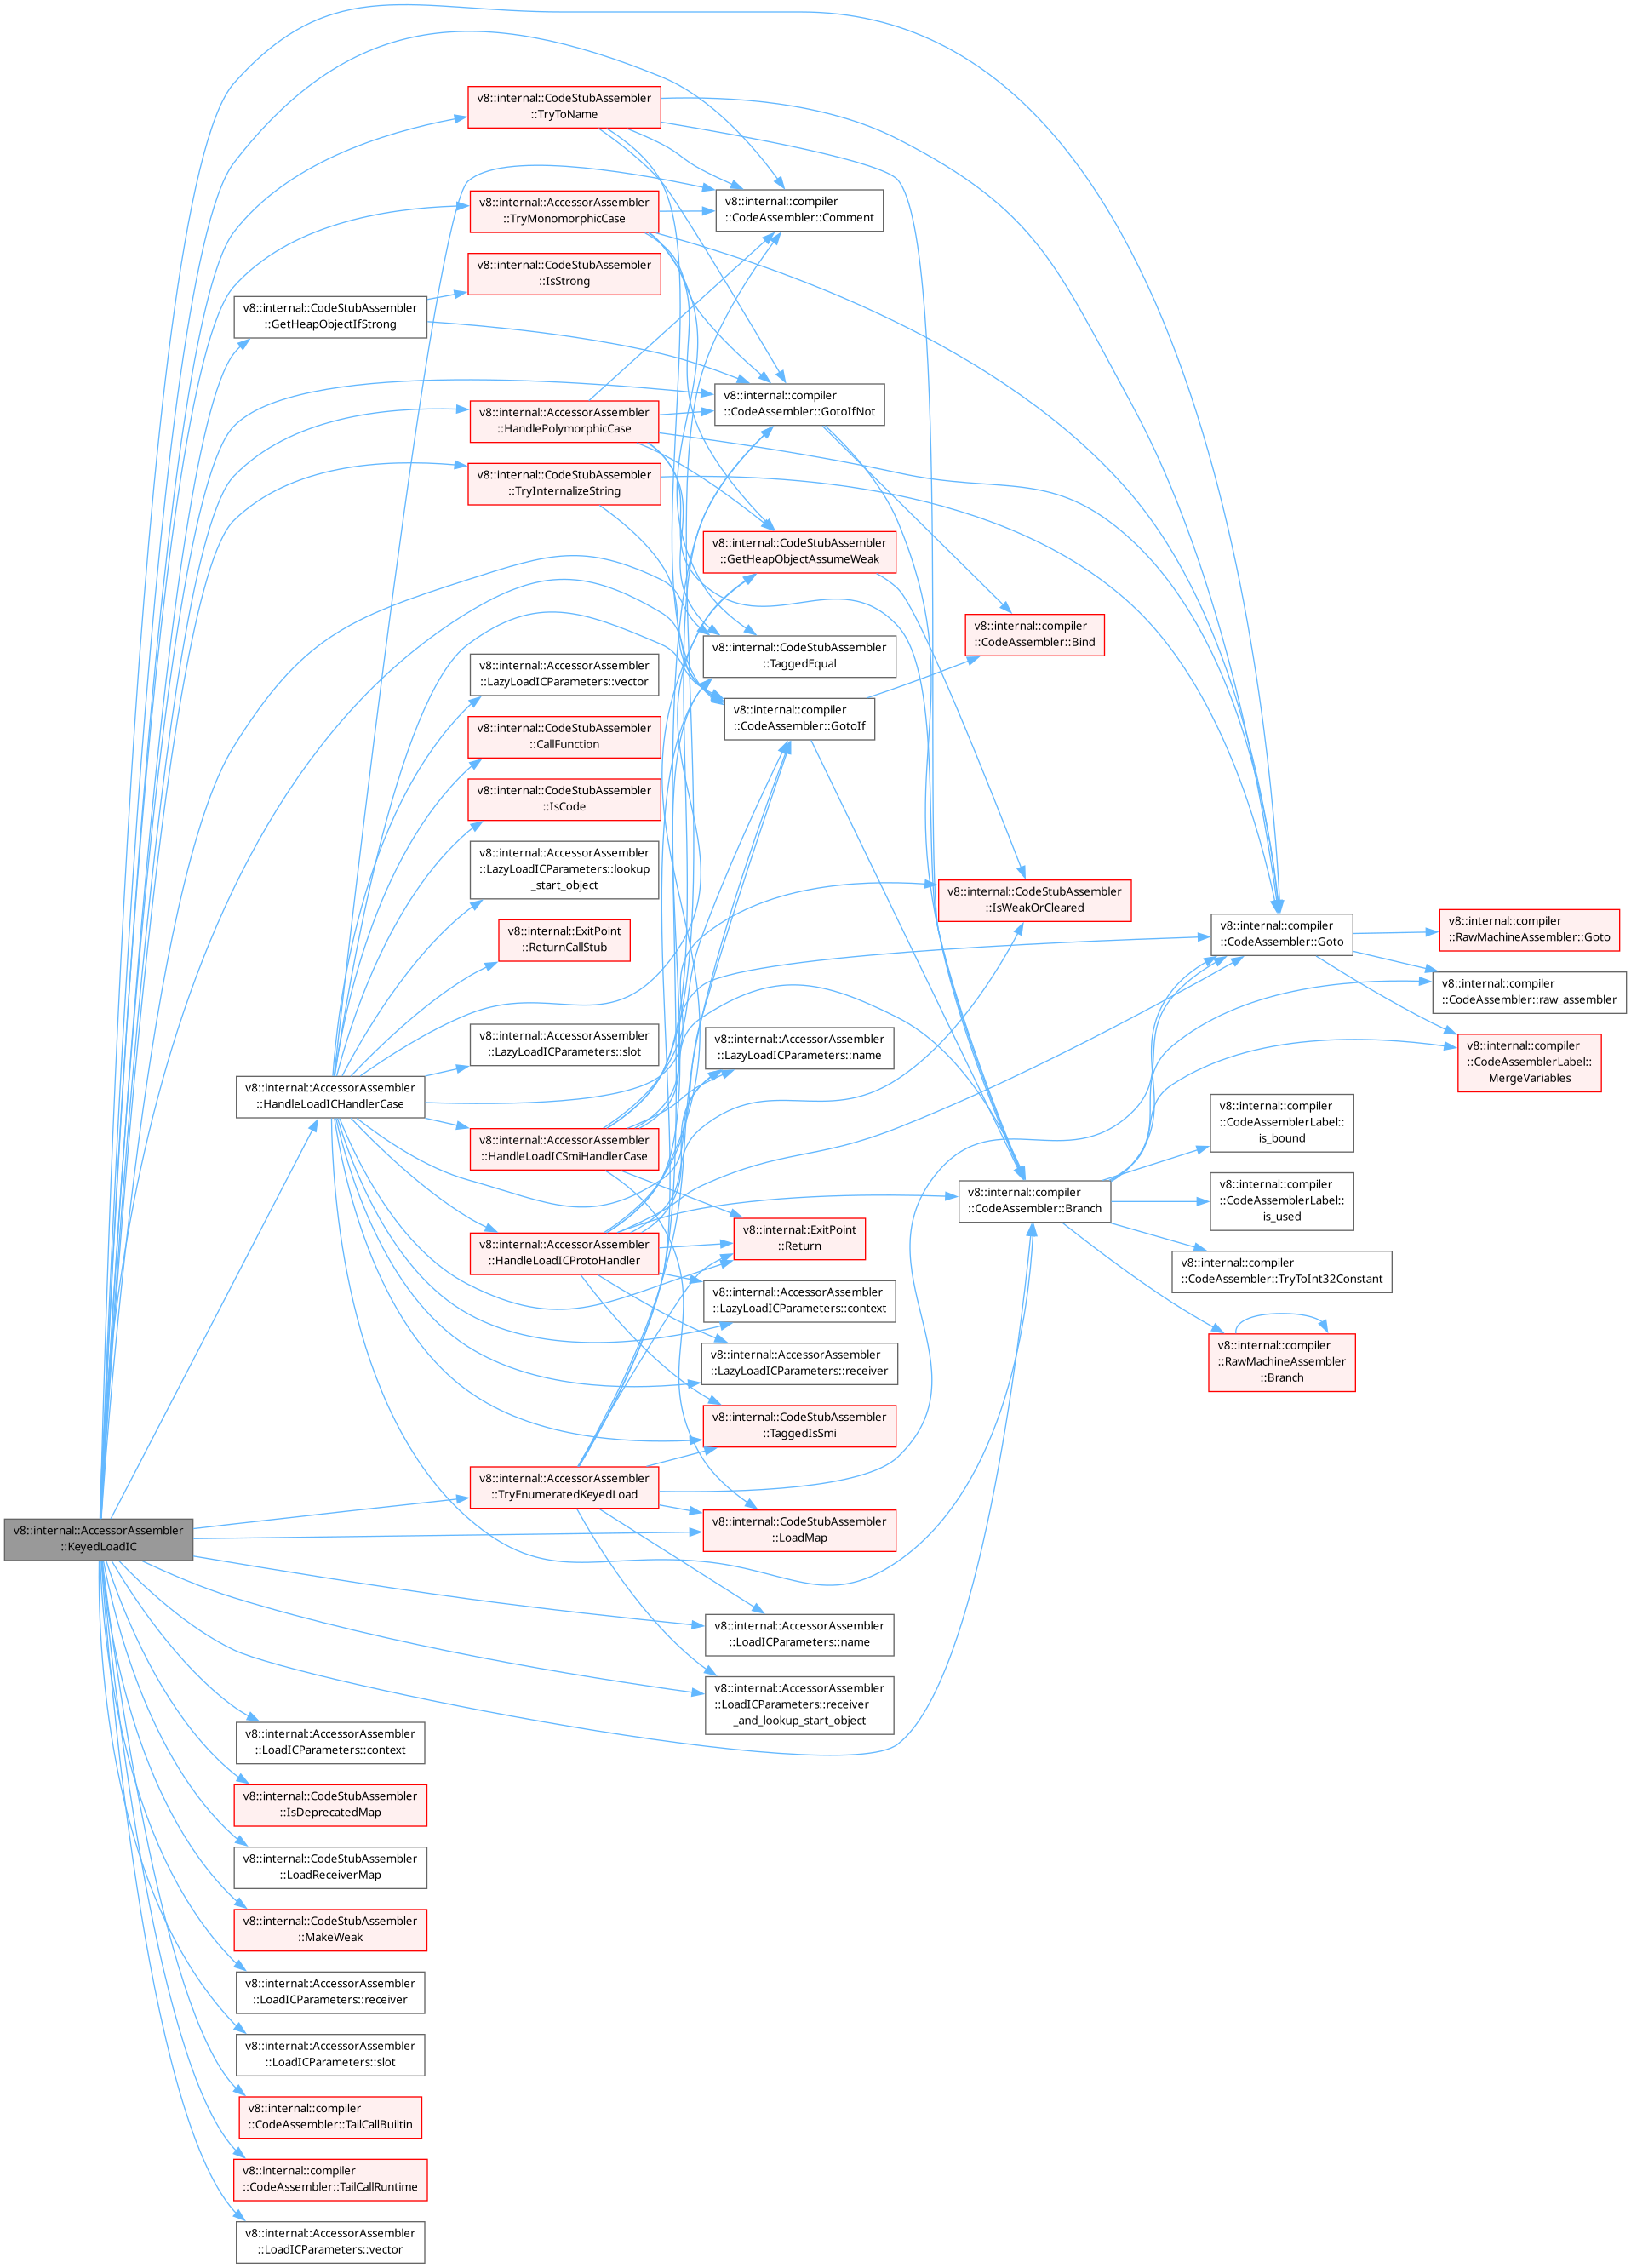 v8::internal::CodeStubAssembler
::TryToName
v8::internal::AccessorAssembler
::TryMonomorphicCase
v8::internal::compiler
::CodeAssembler::Comment
v8::internal::CodeStubAssembler
::IsStrong
v8::internal::CodeStubAssembler
::GetHeapObjectIfStrong
v8::internal::compiler
::CodeAssembler::GotoIfNot
v8::internal::AccessorAssembler
::HandlePolymorphicCase
v8::internal::CodeStubAssembler
::TryInternalizeString
v8::internal::CodeStubAssembler
::GetHeapObjectAssumeWeak
v8::internal::compiler
::CodeAssembler::Bind
v8::internal::CodeStubAssembler
::TaggedEqual
v8::internal::AccessorAssembler
::LazyLoadICParameters::vector
v8::internal::compiler
::CodeAssembler::GotoIf
v8::internal::CodeStubAssembler
::CallFunction
v8::internal::CodeStubAssembler
::IsCode
v8::internal::AccessorAssembler
::LazyLoadICParameters::lookup
_start_object
v8::internal::CodeStubAssembler
::IsWeakOrCleared
v8::internal::ExitPoint
::ReturnCallStub
v8::internal::compiler
::CodeAssembler::Goto
v8::internal::compiler
::RawMachineAssembler::Goto
v8::internal::compiler
::CodeAssembler::raw_assembler
v8::internal::AccessorAssembler
::LazyLoadICParameters::slot
v8::internal::AccessorAssembler
::LazyLoadICParameters::name
v8::internal::compiler
::CodeAssemblerLabel::
MergeVariables
v8::internal::AccessorAssembler
::HandleLoadICHandlerCase
v8::internal::compiler
::CodeAssemblerLabel::
is_bound
v8::internal::AccessorAssembler
::HandleLoadICSmiHandlerCase
v8::internal::compiler
::CodeAssembler::Branch
v8::internal::compiler
::CodeAssemblerLabel::
is_used
v8::internal::AccessorAssembler
::HandleLoadICProtoHandler
v8::internal::ExitPoint
::Return
v8::internal::compiler
::CodeAssembler::TryToInt32Constant
v8::internal::AccessorAssembler
::LazyLoadICParameters::context
v8::internal::compiler
::RawMachineAssembler
::Branch
v8::internal::AccessorAssembler
::LazyLoadICParameters::receiver
v8::internal::CodeStubAssembler
::TaggedIsSmi
v8::internal::AccessorAssembler
::TryEnumeratedKeyedLoad
v8::internal::AccessorAssembler
::KeyedLoadIC
v8::internal::CodeStubAssembler
::LoadMap
v8::internal::AccessorAssembler
::LoadICParameters::name
v8::internal::AccessorAssembler
::LoadICParameters::receiver
_and_lookup_start_object
v8::internal::AccessorAssembler
::LoadICParameters::context
v8::internal::CodeStubAssembler
::IsDeprecatedMap
v8::internal::CodeStubAssembler
::LoadReceiverMap
v8::internal::CodeStubAssembler
::MakeWeak
v8::internal::AccessorAssembler
::LoadICParameters::receiver
v8::internal::AccessorAssembler
::LoadICParameters::slot
v8::internal::compiler
::CodeAssembler::TailCallBuiltin
v8::internal::compiler
::CodeAssembler::TailCallRuntime
v8::internal::AccessorAssembler
::LoadICParameters::vector